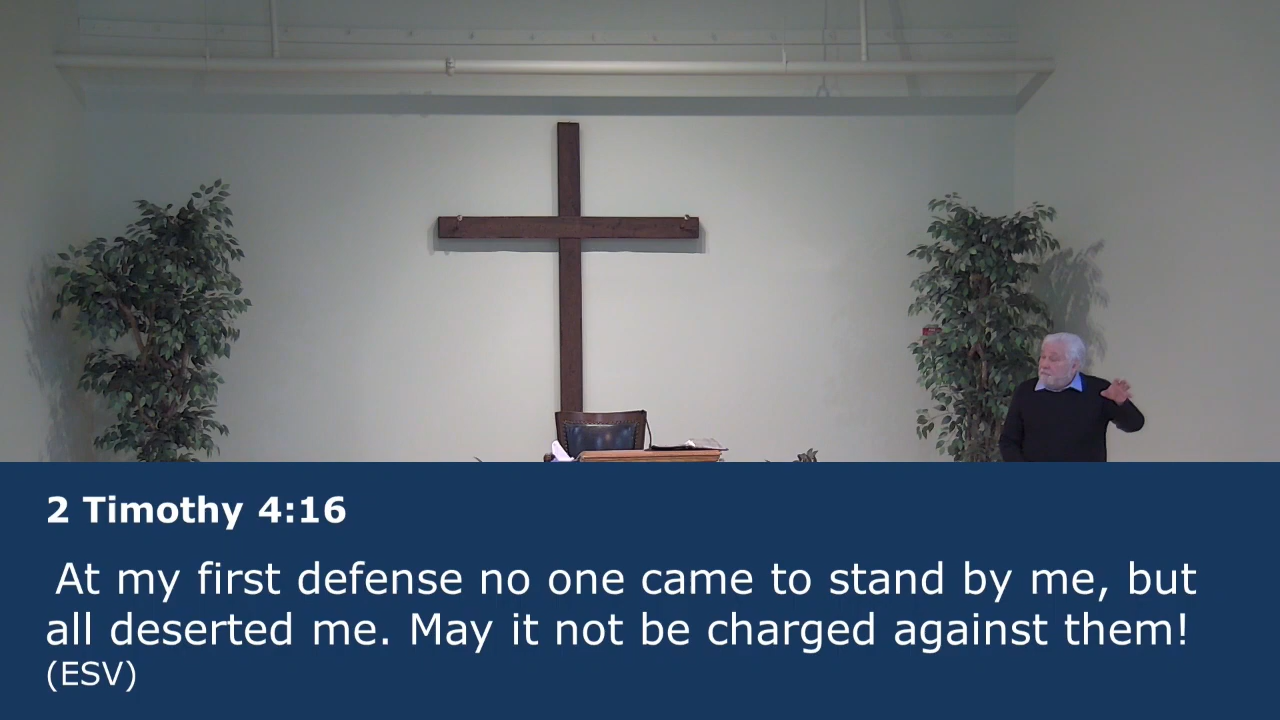 2 Timothy 4:16
At my first defense no one came to stand by me, but
all deserted me. May it not be charged against them!
(ESV)